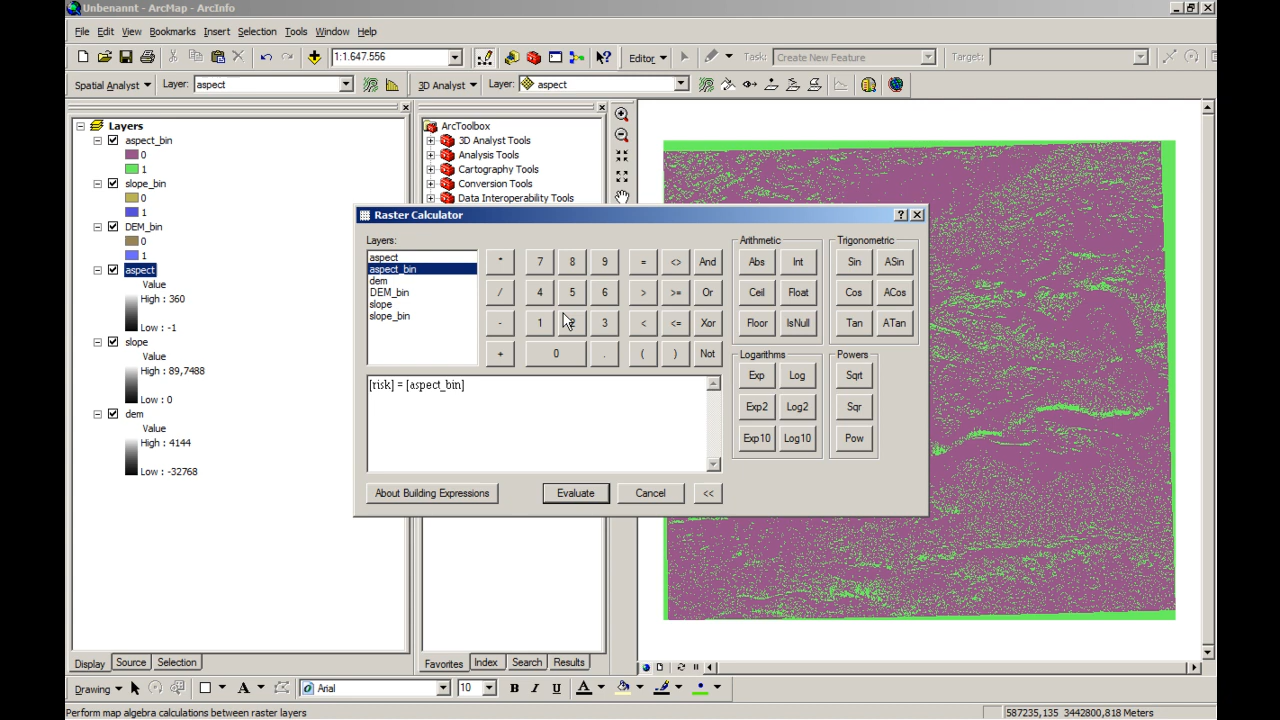 Unbenannt - ArcMap - ArcInfo
File Edit View Bookmarks Insert Selection Tools Window Help
1:1.647.556 Editor Task: Create New Feature Target:
Spatial Analyst Layer: aspect 3D Analyst Layer: aspect
Layers
aspect_bin
0
1
slope_bin
0
1
DEM_bin
0
1
aspect
Value
High : 360
Low : -1
slope
Value
High : 89,7488
Low : 0
dem
Value
High : 4144
Low : -32768
Display Source Selection
ArcToolbox
3D Analyst Tools
Analysis Tools
Cartography Tools
Conversion Tools
Data Interoperability Tools
Favorites Index Search Results
Raster Calculator
Layers:
aspect
aspect_bin
dem
DEM_bin
slope
slope_bin
* 7 8 9 = <> And
/ 4 5 6 > >= Or
- 1 2 3 < <= Xor
+ 0 . ( ) Not
Arithmetic
Abs Int
Ceil Float
Floor IsNull
Trigonometric
Sin ASin
Cos ACos
Tan ATan
Logarithms
Exp Log
Exp2 Log2
Exp10 Log10
Powers
Sqrt
Sqr
Pow
[risk] = [aspect_bin]
About Building Expressions Evaluate Cancel <<
Drawing A Arial 10 B I U A
Perform map algebra calculations between raster layers 587235,135 3442800,818 Meters